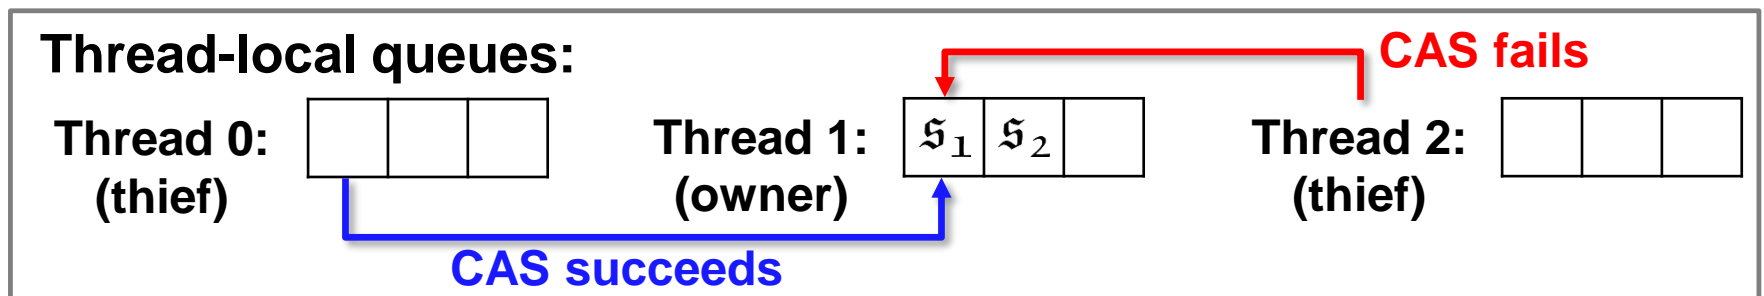 Thread-local queues:
CAS fails
Thread 0:
(thief)
Thread 1:
(owner)
𝔰₁ 𝔰₂
Thread 2:
(thief)
CAS succeeds